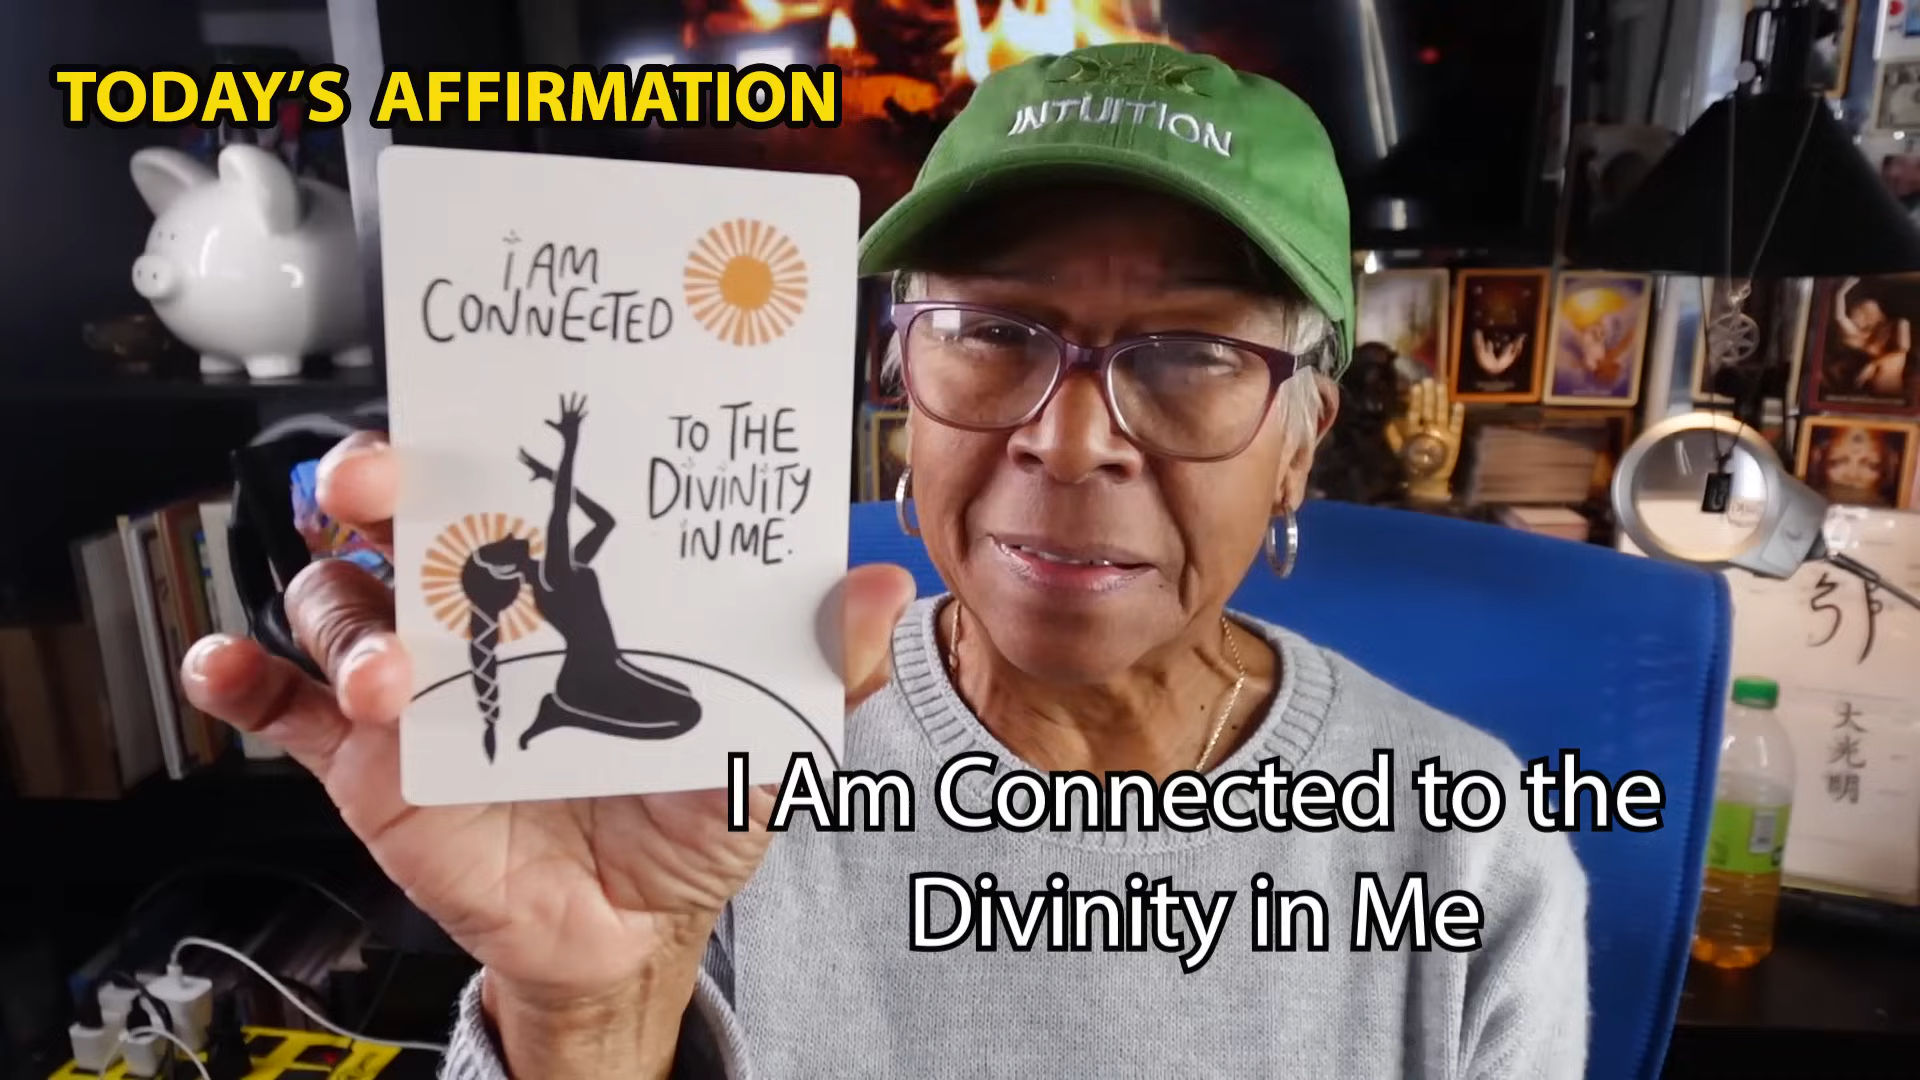 TODAY'S AFFIRMATION
INTUITION
i AM
CONNECTED
TO THE
DiViNiTY
iN ME.
I Am Connected to the
Divinity in Me
大
光
明